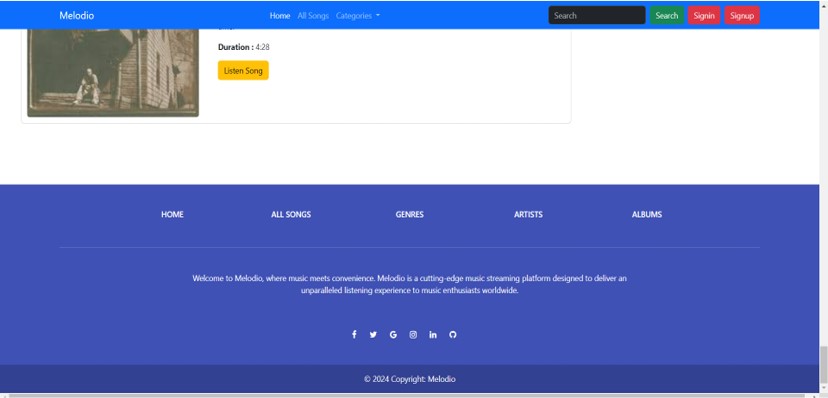 Melodio
Home All Songs Categories
Search
Search Signin Signup
Duration : 4:28
Listen Song
HOME ALL SONGS GENRES ARTISTS ALBUMS
Welcome to Melodio, where music meets convenience. Melodio is a cutting-edge music streaming platform designed to deliver an
unparalleled listening experience to music enthusiasts worldwide.
© 2024 Copyright: Melodio